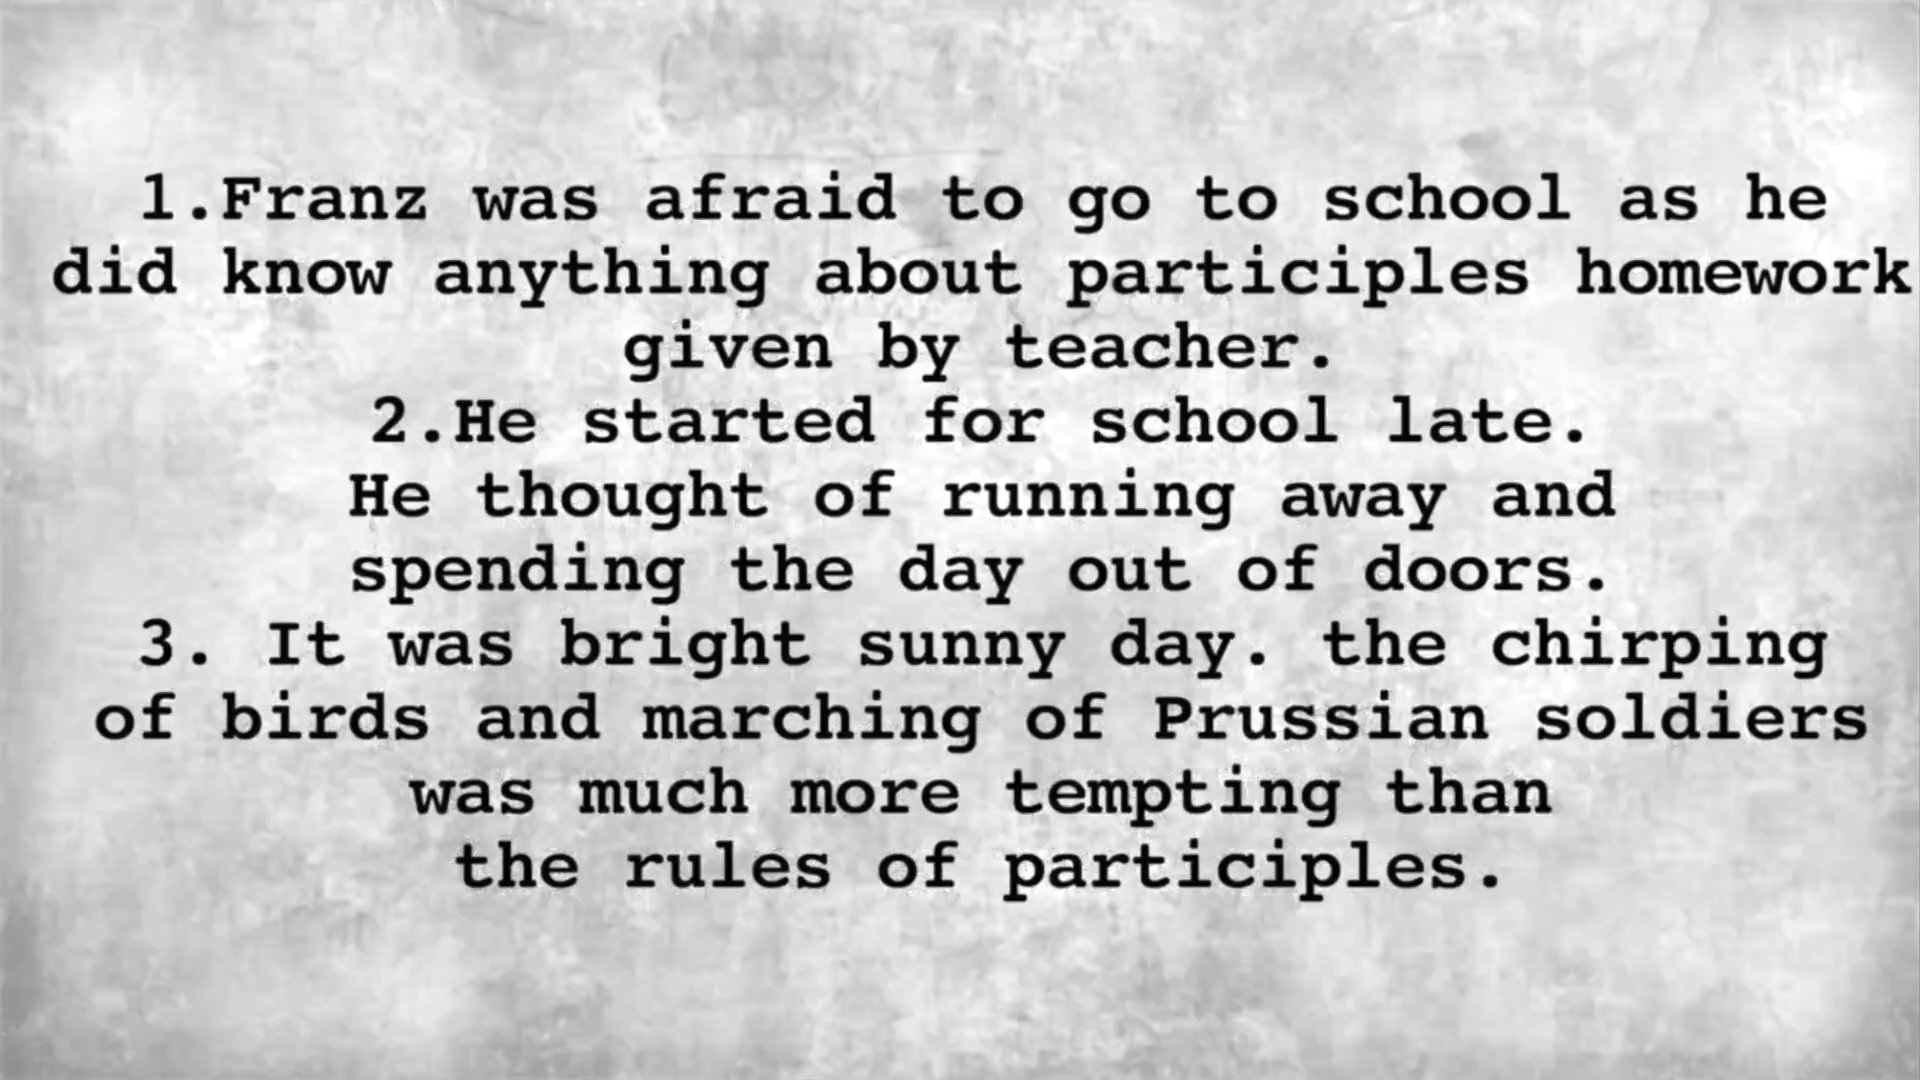 1.Franz was afraid to go to school as he
did know anything about participles homework
given by teacher.
2.He started for school late.
He thought of running away and
spending the day out of doors.
3. It was bright sunny day. the chirping
of birds and marching of Prussian soldiers
was much more tempting than
the rules of participles.